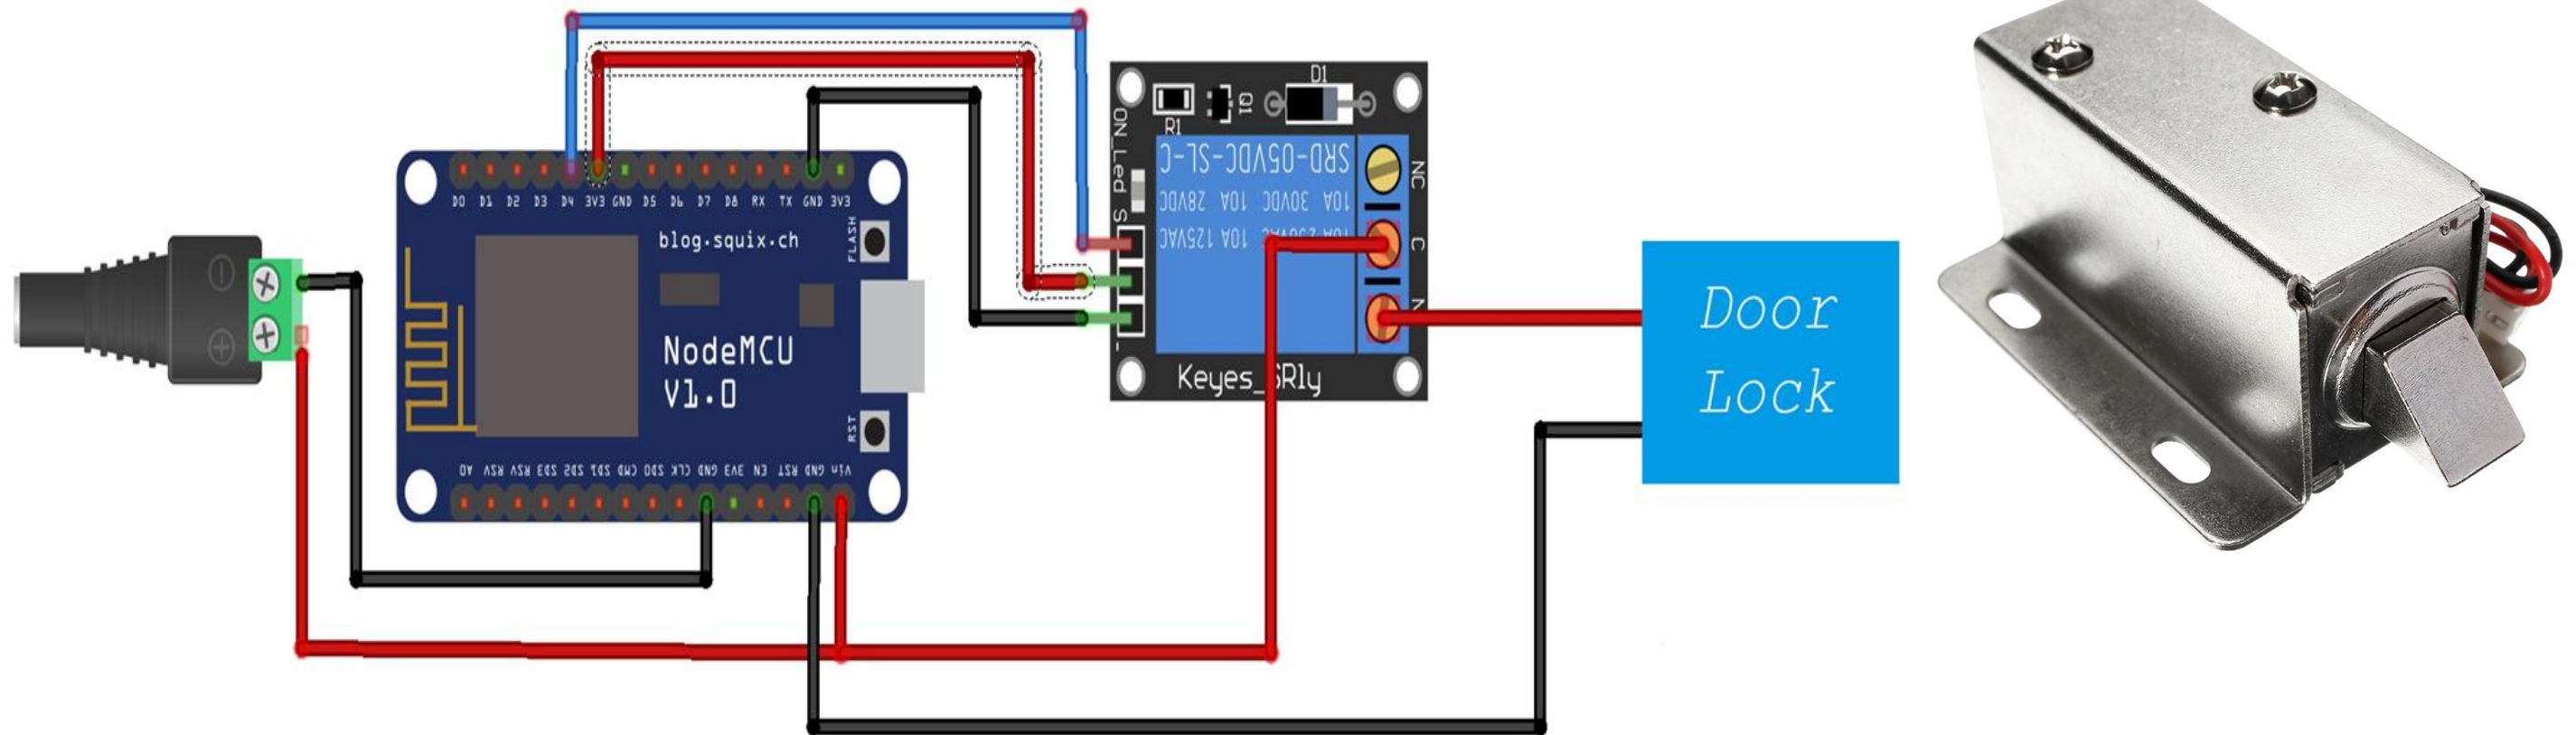 D0 D1 D2 D3 D4 3V3 GND D5 D6 D7 D8 RX TX GND 3V3
blog.squix.ch
FLASH
NodeMCU
V1.0
RST
A0 RSV RSV SD3 SD2 SD1 CMD SD0 CLK GND 3V3 EN RST GND Vin
D1
Q1
R1
ON_Led
S
SRD-05VDC-SL-C
10A 30VDC 10A 28VDC
10A 250VAC 10A 125VAC
NC
C
N
-
Keyes_SRly
Door
Lock